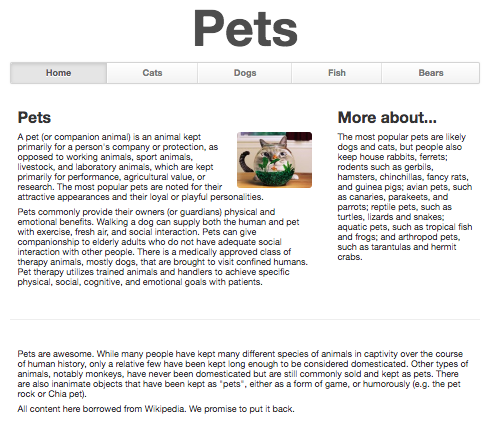 Pets
Home
Cats
Dogs
Fish
Bears
Pets
A pet (or companion animal) is an animal kept
primarily for a person's company or protection, as
opposed to working animals, sport animals,
livestock, and laboratory animals, which are kept
primarily for performance, agricultural value, or
research. The most popular pets are noted for their
attractive appearances and their loyal or playful personalities.
Pets commonly provide their owners (or guardians) physical and
emotional benefits. Walking a dog can supply both the human and pet
with exercise, fresh air, and social interaction. Pets can give
companionship to elderly adults who do not have adequate social
interaction with other people. There is a medically approved class of
therapy animals, mostly dogs, that are brought to visit confined humans.
Pet therapy utilizes trained animals and handlers to achieve specific
physical, social, cognitive, and emotional goals with patients.
More about...
The most popular pets are likely
dogs and cats, but people also
keep house rabbits, ferrets;
rodents such as gerbils,
hamsters, chinchillas, fancy rats,
and guinea pigs; avian pets, such
as canaries, parakeets, and
parrots; reptile pets, such as
turtles, lizards and snakes;
aquatic pets, such as tropical fish
and frogs; and arthropod pets,
such as tarantulas and hermit
crabs.
Pets are awesome. While many people have kept many different species of animals in captivity over the course
of human history, only a relative few have been kept long enough to be considered domesticated. Other types of
animals, notably monkeys, have never been domesticated but are still commonly sold and kept as pets. There
are also inanimate objects that have been kept as "pets", either as a form of game, or humorously (e.g. the pet
rock or Chia pet).
All content here borrowed from Wikipedia. We promise to put it back.